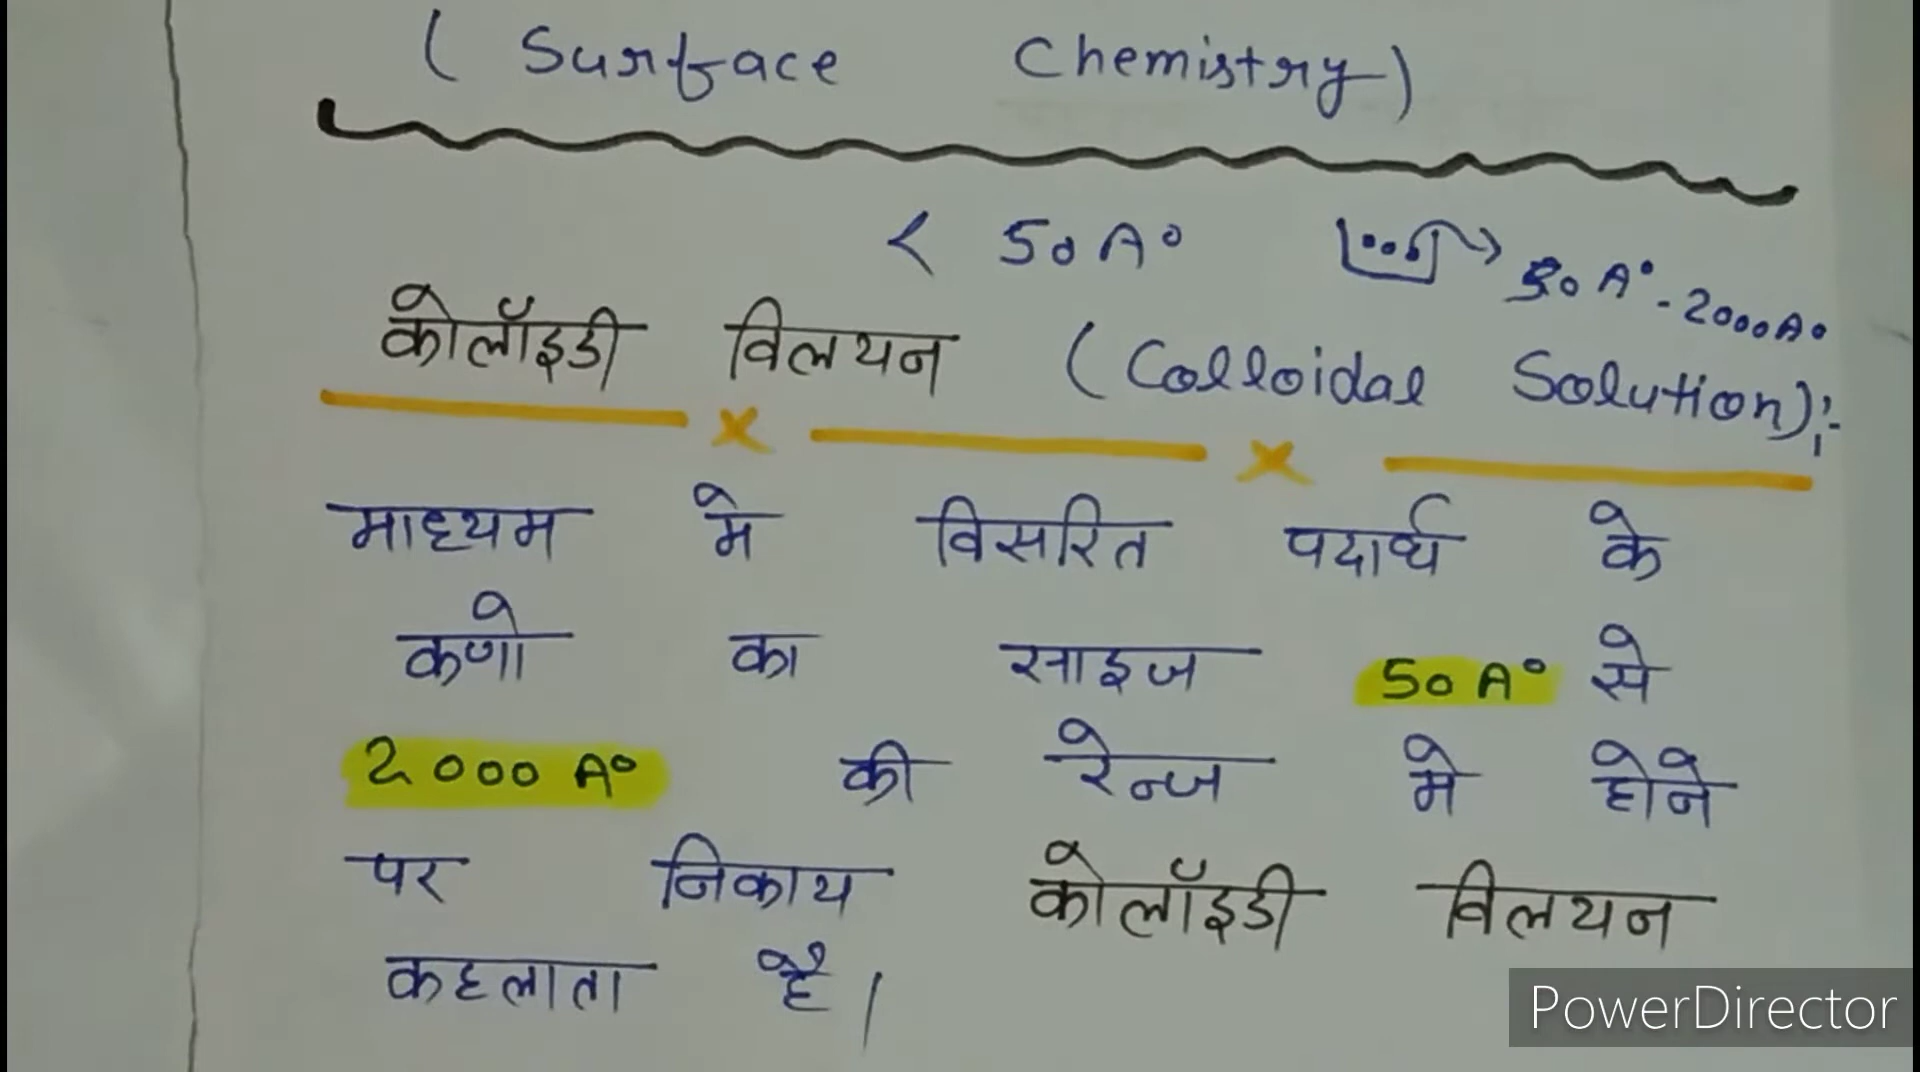 ( Surface Chemistry)
< 50 A° 50 A° - 2000A°
कोलॉइडी विलयन ( Colloidal Solution):-
माध्यम मे विसरित पदार्थ के
कणो का साइज 50 A° से
2000 A° की रेन्ज मे होने
पर निकाय कोलॉइडी विलयन
कहलाता है।
PowerDirector